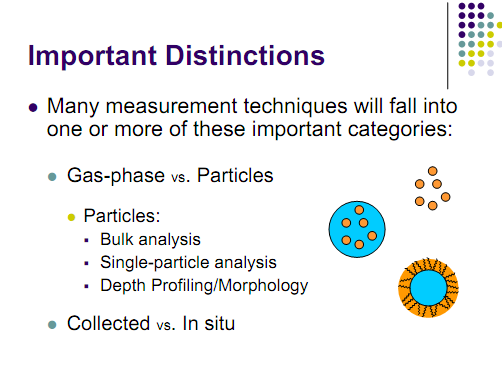 Important Distinctions
Many measurement techniques will fall into
one or more of these important categories:
Gas-phase vs. Particles
Particles:
Bulk analysis
Single-particle analysis
Depth Profiling/Morphology
Collected vs. In situ